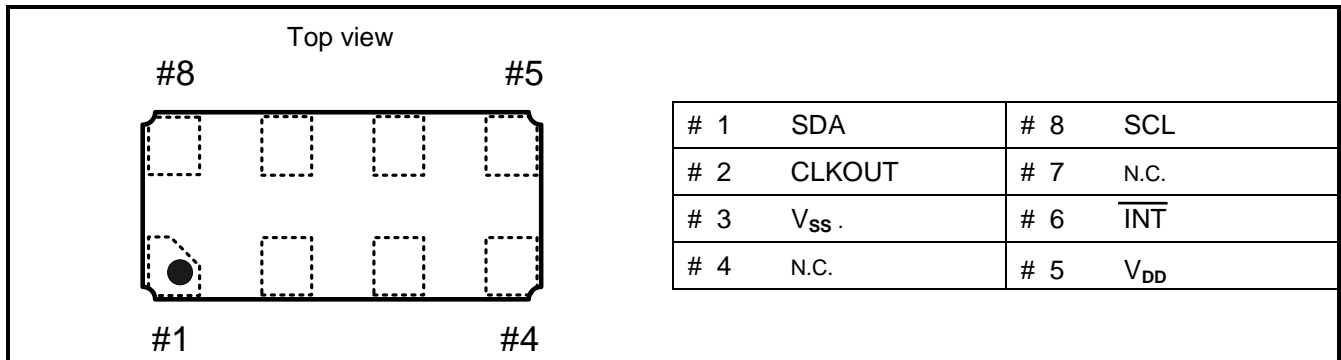 Top view
#8 #5
#1 #4
# 1 SDA # 8 SCL
# 2 CLKOUT # 7 N.C.
# 3 VSS . # 6 INT
# 4 N.C. # 5 VDD